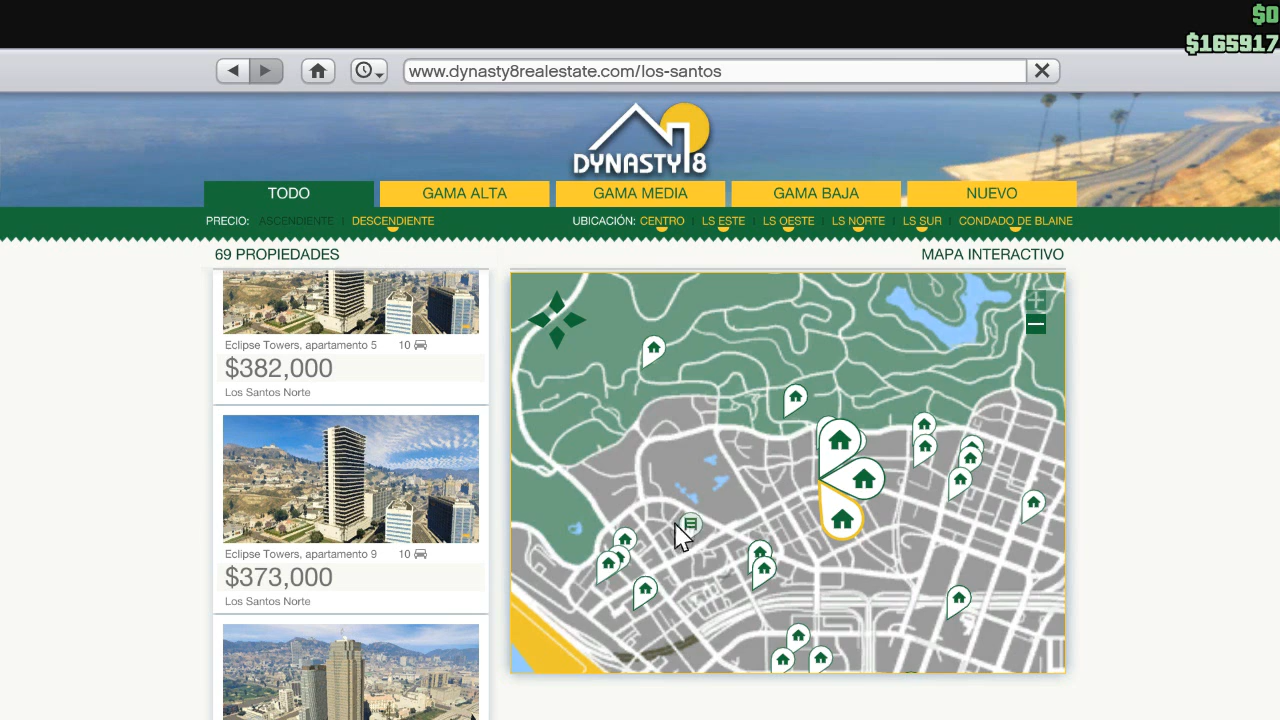 $0
$165917
www.dynasty8realestate.com/los-santos
DYNASTY 8
TODO
GAMA ALTA
GAMA MEDIA
GAMA BAJA
NUEVO
PRECIO: ASCENDIENTE | DESCENDIENTE
UBICACIÓN: CENTRO | LS ESTE | LS OESTE | LS NORTE | LS SUR | CONDADO DE BLAINE
69 PROPIEDADES
MAPA INTERACTIVO
Eclipse Towers, apartamento 5 10
$382,000
Los Santos Norte
Eclipse Towers, apartamento 9 10
$373,000
Los Santos Norte